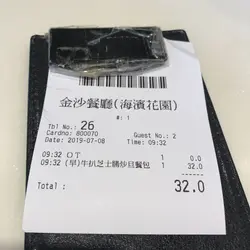 金沙餐廳(海濱花園)
#: 1
Tbl No.: 26
Cardno: 800070 Guest No.: 2
Date: 2019-07-08 Time: 09:32
09:32 O T 1 0.0
09:32 (早)牛扒芝士腸炒旦餐包 1 32.0
Total : 32.0